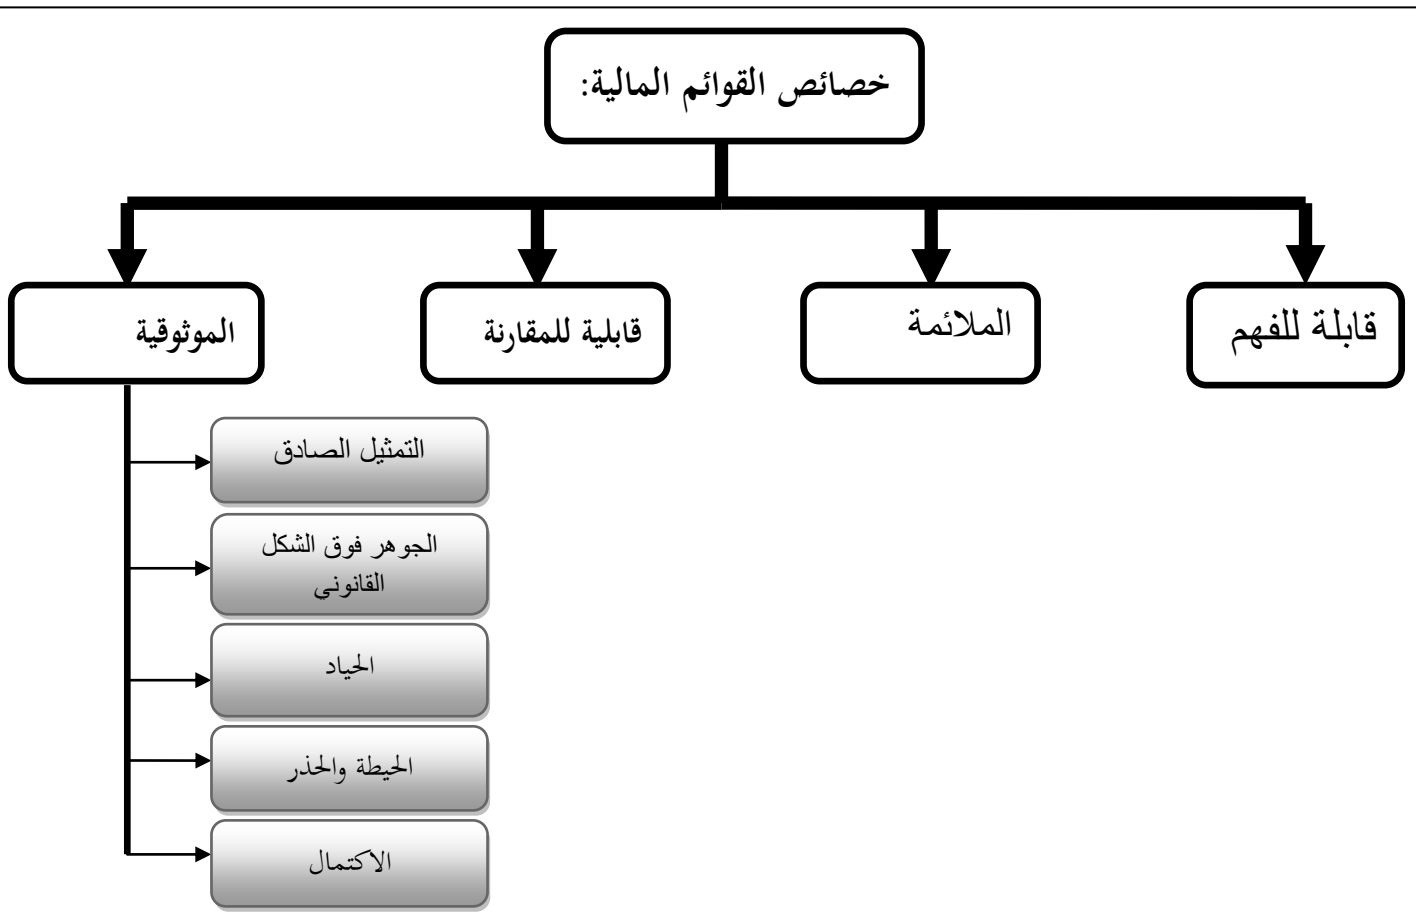 خصائص القوائم المالية:
قابلة للفهم
الملائمة
قابلية للمقارنة
الموثوقية
التمثيل الصادق
الجوهر فوق الشكل
القانوني
الحياد
الحيطة والحذر
الاكتمال